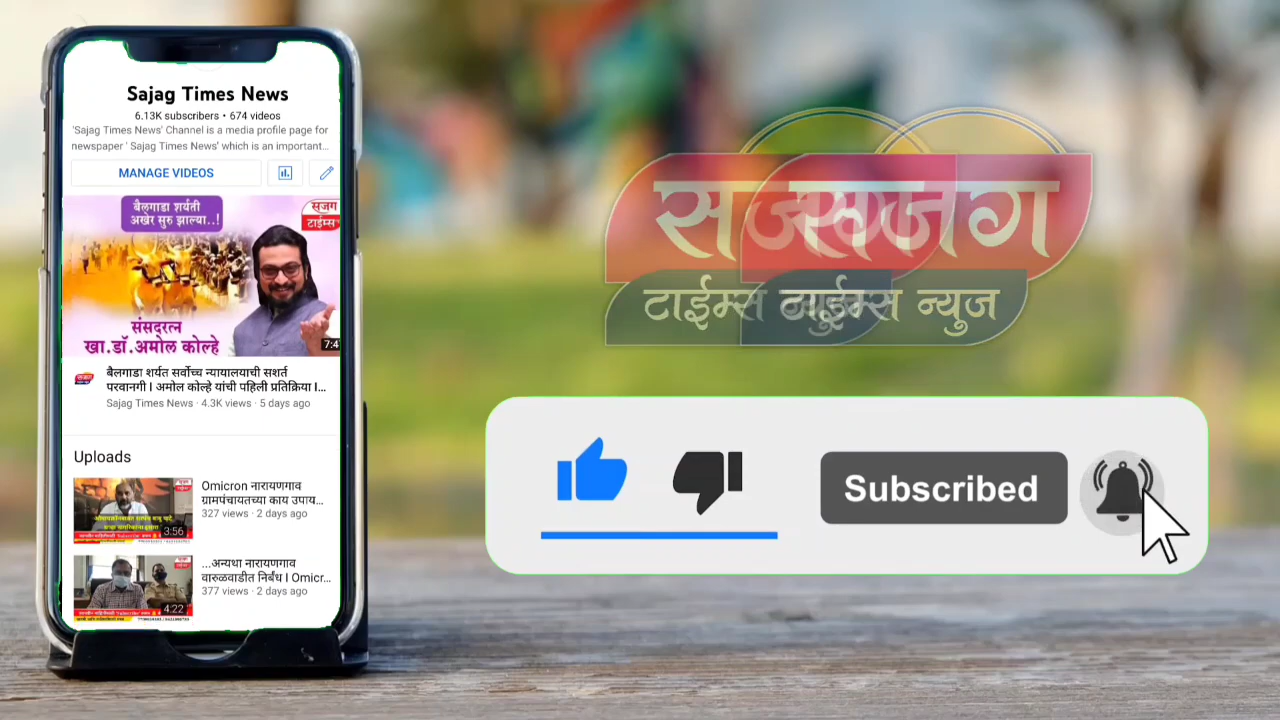 Sajag Times News
6.13K subscribers • 674 videos
'Sajag Times News' Channel is a media profile page for
newspaper ' Sajag Times News' which is an important...
MANAGE VIDEOS
बैलगाडा शर्यती
अखेर सुरु झाल्या..!
सजग
टाईम्स
संसदरत्न
खा.डॉ.अमोल कोल्हे
7:4
बैलगाडा शर्यत सर्वोच्च न्यायालयाची सशर्त
परवानगी I अमोल कोल्हे यांची पहिली प्रतिक्रिया I...
Sajag Times News · 4.3K views · 5 days ago
Uploads
Omicron नारायणगाव
ग्रामपंचायतच्या काय उपाय...
327 views · 2 days ago
3:56
...अन्यथा नारायणगाव
वारुळवाडीत निर्बंध I Omicr...
377 views · 2 days ago
4:22
सजग
टाईम्स न्युज
Subscribed